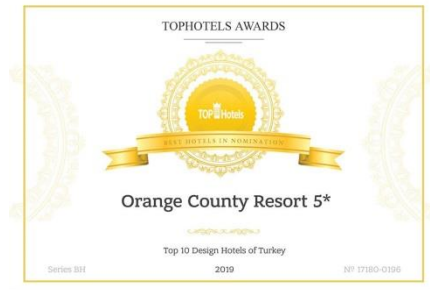 TOPHOTELS AWARDS
TOP Hotels
BEST HOTELS IN NOMINATION
Orange County Resort 5*
Top 10 Design Hotels of Turkey
Series BH 2019 Nº 17180-0196